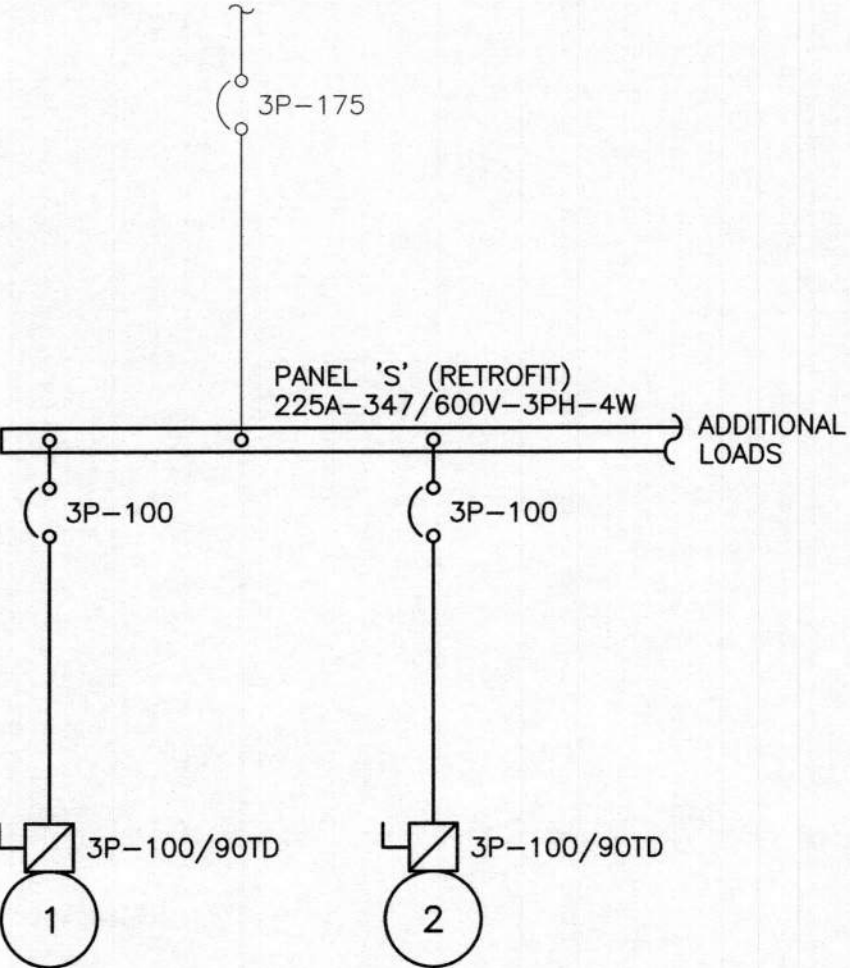 3P-175
PANEL 'S' (RETROFIT)
225A-347/600V-3PH-4W
ADDITIONAL
LOADS
3P-100
3P-100
3P-100/90TD
3P-100/90TD
1
2